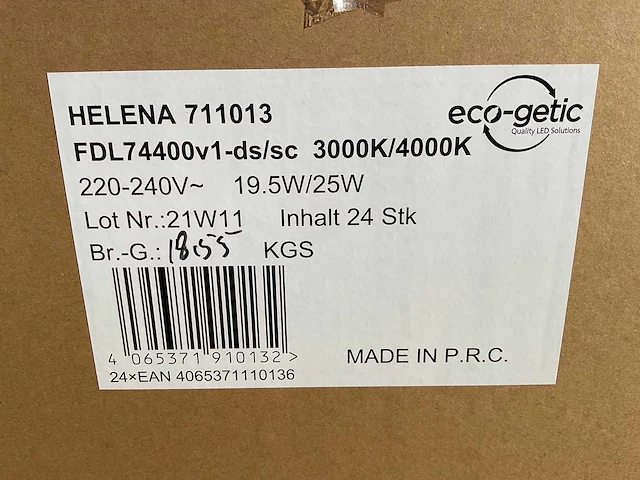 HELENA 711013
eco-getic
Quality LED Solutions
FDL74400v1-ds/sc 3000K/4000K
220-240V~ 19.5W/25W
Lot Nr.:21W11 Inhalt 24 Stk
Br.-G.: 18,55 KGS
4 065371 910132 >
24×EAN 4065371110136
MADE IN P.R.C.